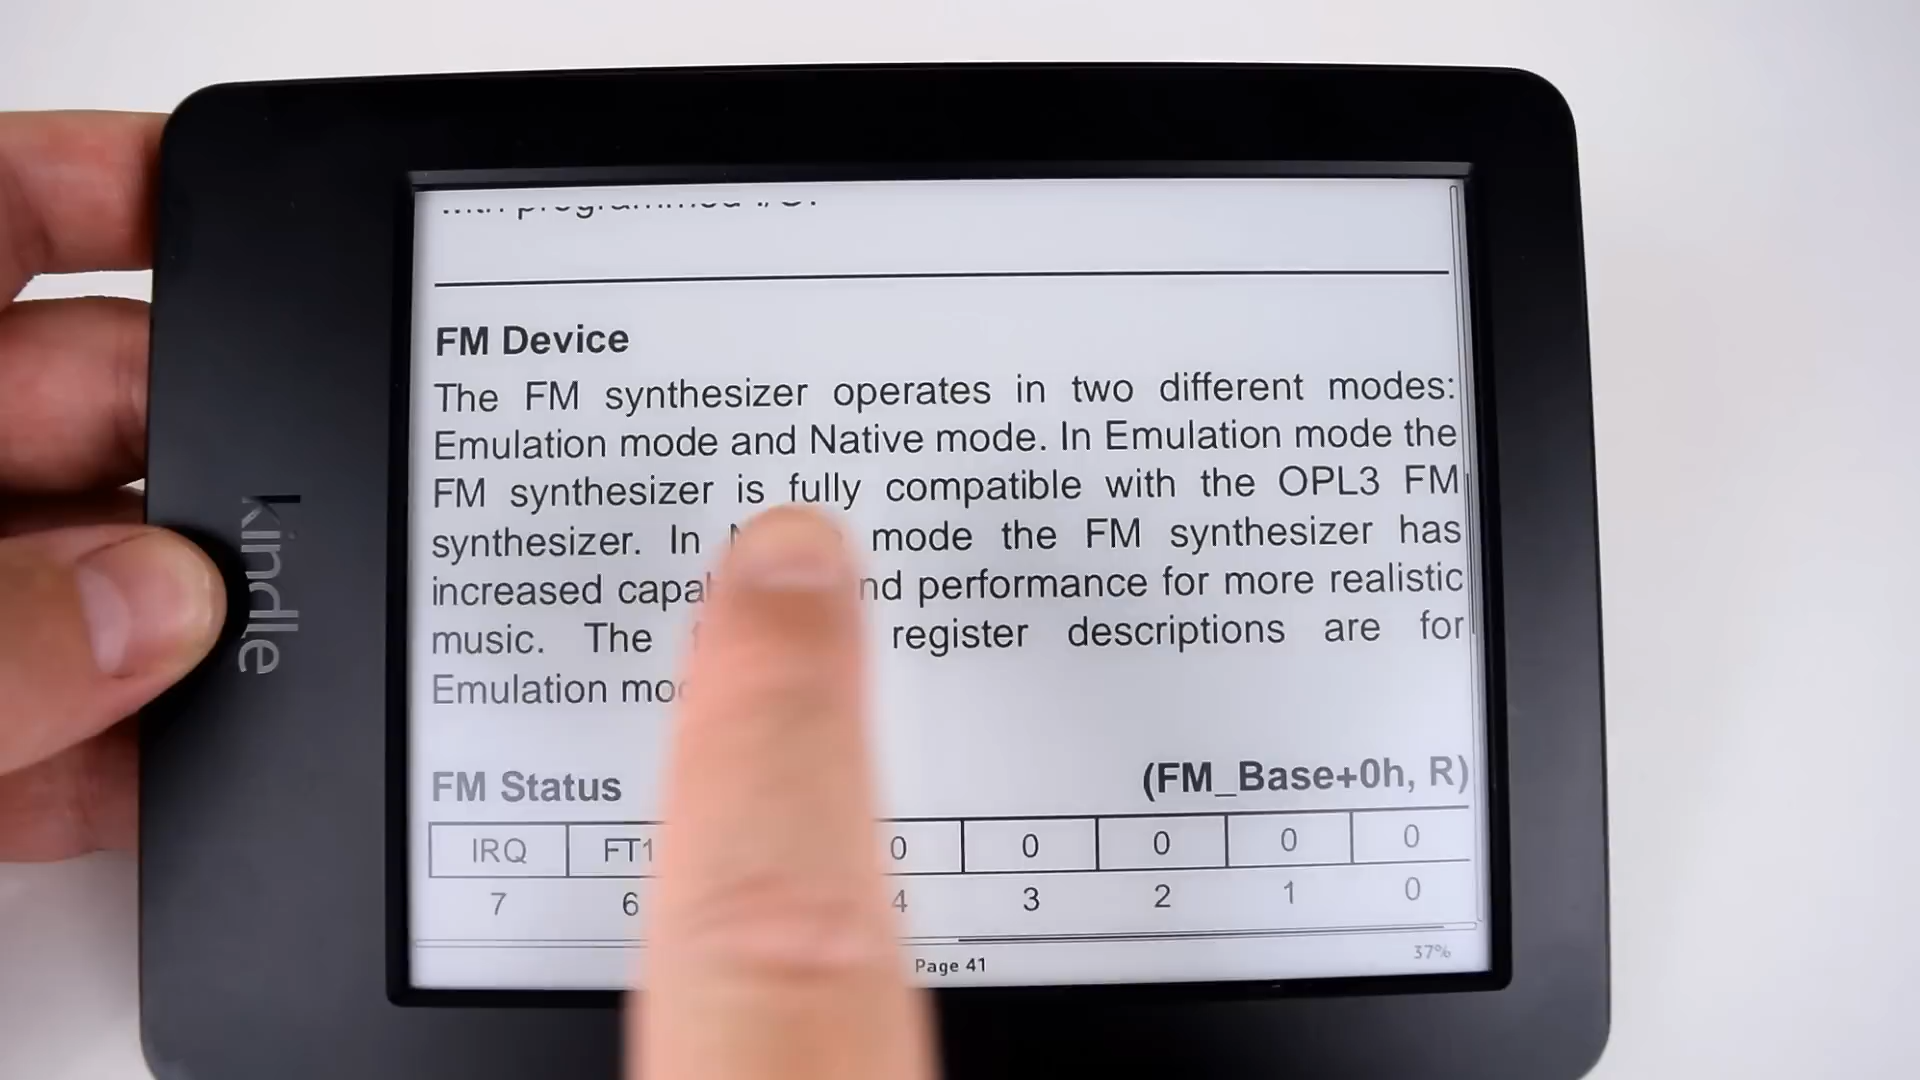 with programmed I/O.
FM Device
The FM synthesizer operates in two different modes:
Emulation mode and Native mode. In Emulation mode the
FM synthesizer is fully compatible with the OPL3 FM
synthesizer. In mode the FM synthesizer has
increased nd performance for more realistic
music. The register descriptions are for
Emulation
FM Status (FM_Base+0h, R)
IRQ FT1 0 0 0 0 0
7 6 4 3 2 1 0
37%
Page 41
kindle